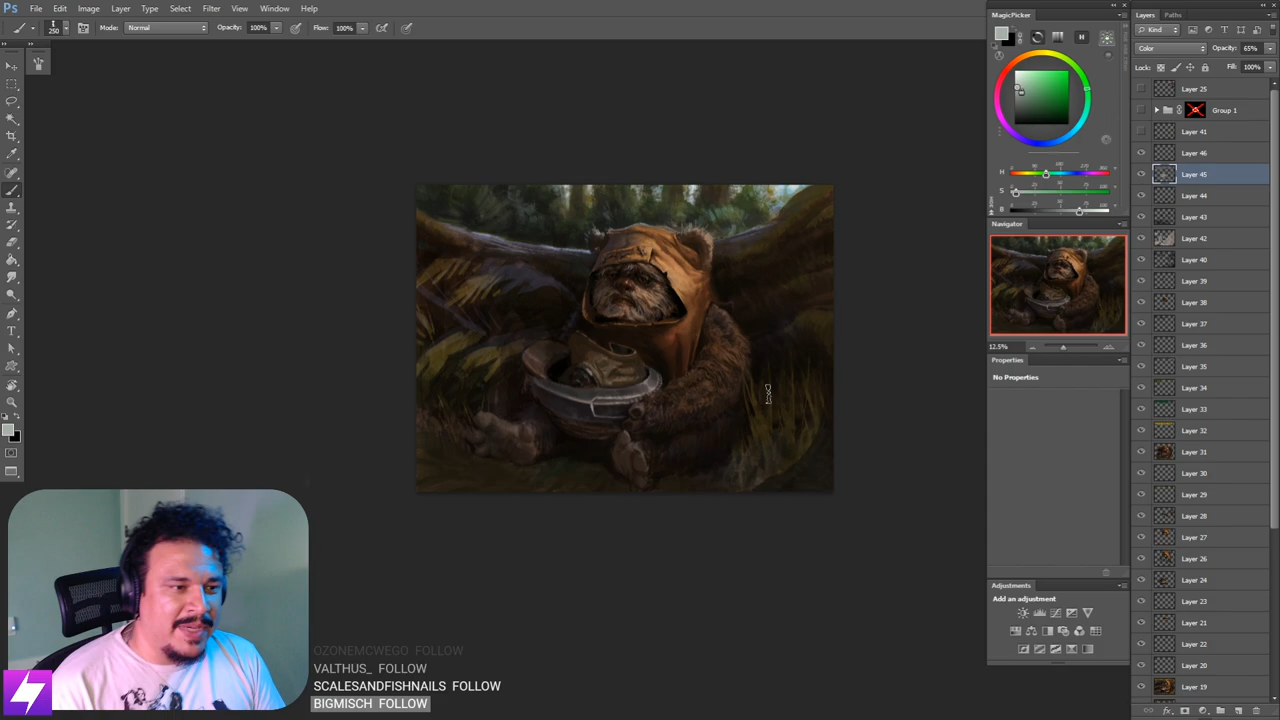 Ps File Edit Image Layer Type Select Filter View Window Help
250 Mode: Normal Opacity: 100% Flow: 100%
MagicPicker
H
H
S
B
Navigator
12.5%
Properties
No Properties
Adjustments
Add an adjustment
Layers Paths
Kind
Color Opacity: 65%
Lock: Fill: 100%
Layer 25
Group 1
Layer 41
Layer 46
Layer 45
Layer 44
Layer 43
Layer 42
Layer 40
Layer 39
Layer 38
Layer 37
Layer 36
Layer 35
Layer 34
Layer 33
Layer 32
Layer 31
Layer 30
Layer 29
Layer 28
Layer 27
Layer 26
Layer 24
Layer 23
Layer 21
Layer 22
Layer 20
Layer 19
OZONEMCWEGO FOLLOW
VALTHUS_ FOLLOW
SCALESANDFISHNAILS FOLLOW
BIGMISCH FOLLOW